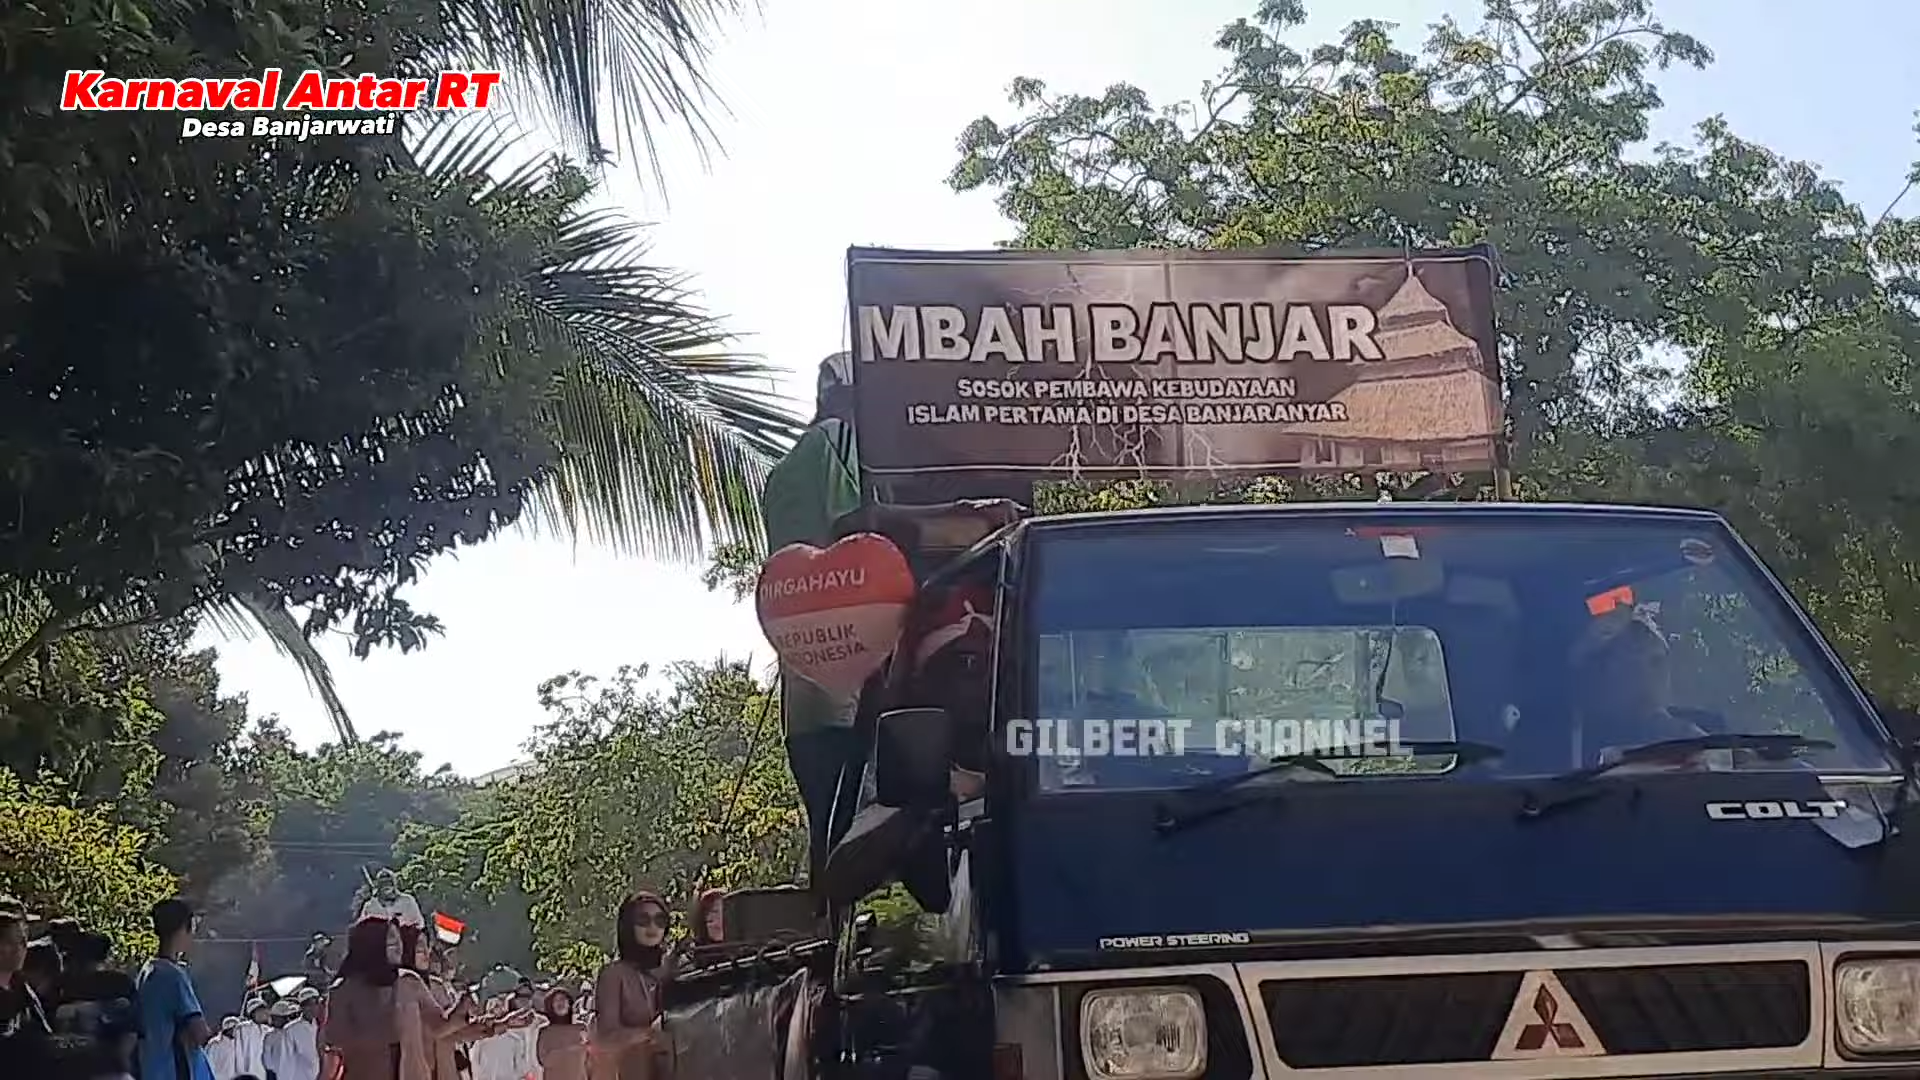 Karnaval Antar RT
Desa Banjarwati
MBAH BANJAR
SOSOK PEMBAWA KEBUDAYAAN
ISLAM PERTAMA DI DESA BANJARANYAR
DIRGAHAYU
REPUBLIK
INDONESIA
GILBERT CHANNEL
COLT
POWER STEERING